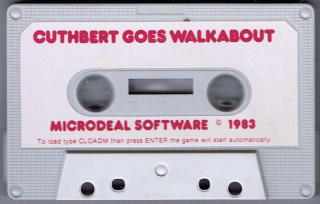 CUTHBERT GOES WALKABOUT
MICRODEAL SOFTWARE © 1983
To load type CLOADM then press ENTER the game will start automatically.